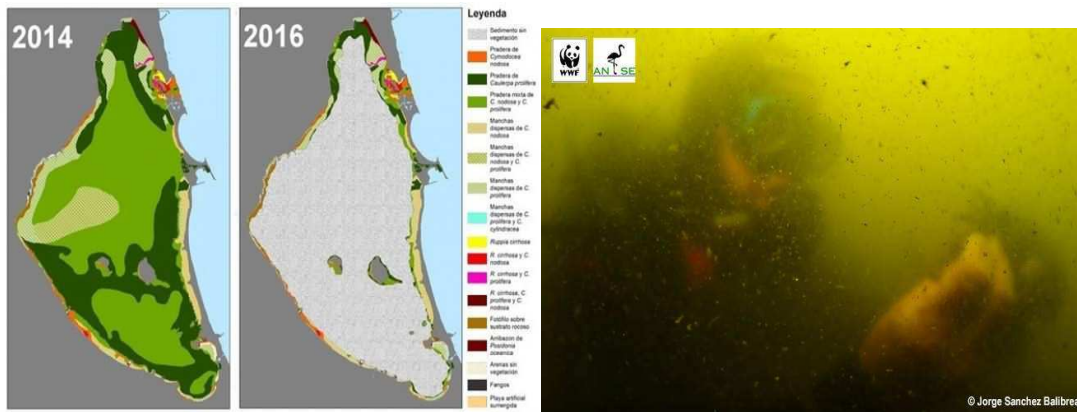 2014
2016
Leyenda
Sedimento sin
vegetación
Pradera de
Cymodocea
nodosa
Pradera de
Caulerpa prolifera
Pradera mixta de
C. nodosa y C.
prolifera
Manchas
dispersas de C.
nodosa
Manchas
dispersas de C.
nodosa y C.
prolifera
Manchas
dispersas de C.
prolifera
Manchas
dispersas de C.
prolifera y C.
cylindracea
Ruppia cirrhosa
R. cirrhosa y C.
nodosa
R. cirrhosa y C.
prolifera
R. cirrhosa, C.
prolifera y C.
nodosa
Fotófilo sobre
sustrato rocoso
Arribazon de
Posidonia
oceanica
Arenas sin
vegetación
Fangos
Playa artificial
sumergida
WWF
ANSE
© Jorge Sanchez Balibrea